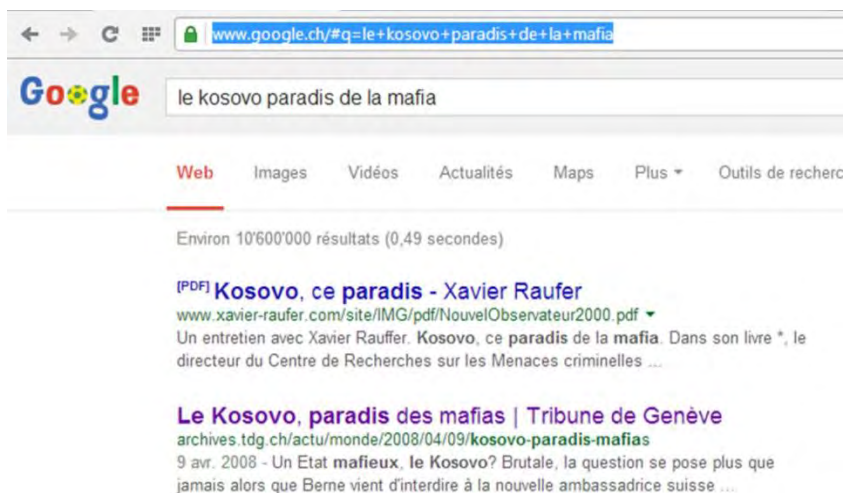 www.google.ch/#q=le+kosovo+paradis+de+la+mafia
Google
le kosovo paradis de la mafia
Web Images Vidéos Actualités Maps Plus Outils de recherc
Environ 10'600'000 résultats (0,49 secondes)
[PDF] Kosovo, ce paradis - Xavier Raufer
www.xavier-raufer.com/site/IMG/pdf/NouvelObservateur2000.pdf
Un entretien avec Xavier Rauffer. Kosovo, ce paradis de la mafia. Dans son livre *, le
directeur du Centre de Recherches sur les Menaces criminelles ...
Le Kosovo, paradis des mafias | Tribune de Genève
archives.tdg.ch/actu/monde/2008/04/09/kosovo-paradis-mafias
9 avr. 2008 - Un Etat mafieux, le Kosovo? Brutale, la question se pose plus que
jamais alors que Berne vient d'interdire à la nouvelle ambassadrice suisse ...